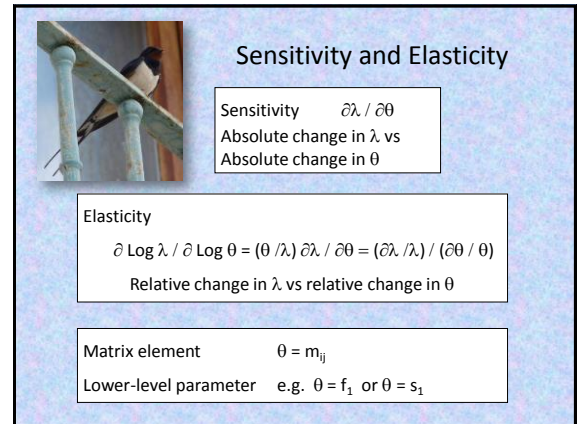 Sensitivity and Elasticity
Sensitivity ∂λ / ∂θ
Absolute change in λ vs
Absolute change in θ
Elasticity
∂ Log λ / ∂ Log θ = (θ /λ) ∂λ / ∂θ = (∂λ /λ) / (∂θ / θ)
Relative change in λ vs relative change in θ
Matrix element θ = mᵢⱼ
Lower-level parameter e.g. θ = f₁ or θ = s₁